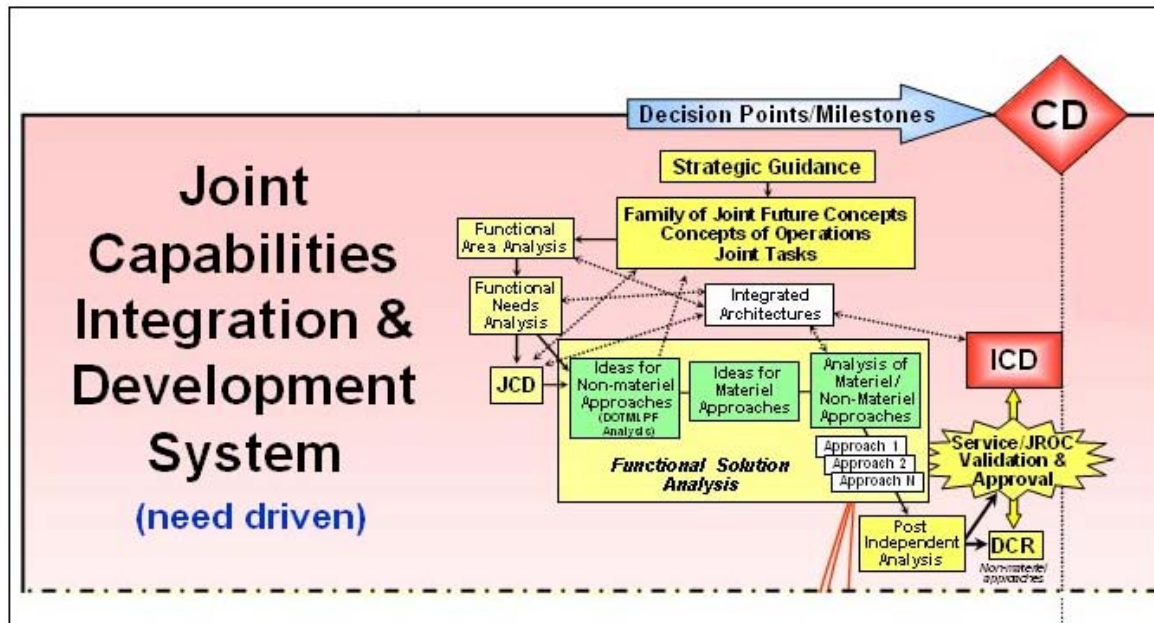 Joint
Capabilities
Integration &
Development
System
(need driven)
Decision Points/Milestones
CD
Strategic Guidance
Family of Joint Future Concepts
Concepts of Operations
Joint Tasks
Functional
Area Analysis
Functional
Needs
Analysis
Integrated
Architectures
JCD
Ideas for
Non-materiel
Approaches
(DOTMLPF
Analysis)
Ideas for
Materiel
Approaches
Analysis of
Materiel/
Non-Materiel
Approaches
Approach 1
Approach 2
Approach N
Functional Solution
Analysis
ICD
Service/JROC
Validation &
Approval
Post
Independent
Analysis
DCR
Non-materiel
approaches